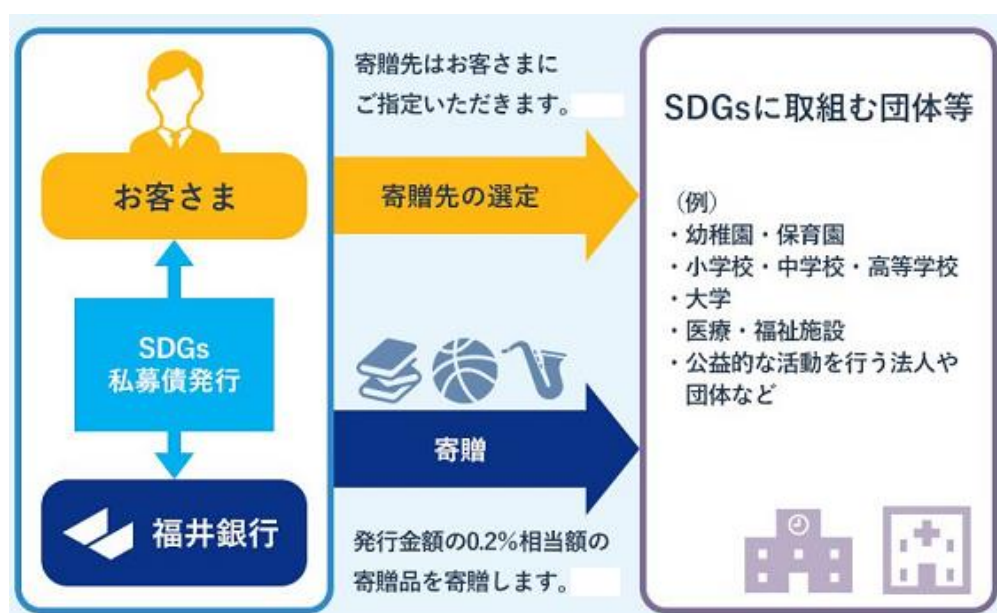 お客さま
SDGs
私募債発行
福井銀行
寄贈先はお客さまに
ご指定いただきます。
寄贈先の選定
寄贈
発行金額の0.2%相当額の
寄贈品を寄贈します。
SDGsに取組む団体等
（例）
・幼稚園・保育園
・小学校・中学校・高等学校
・大学
・医療・福祉施設
・公益的な活動を行う法人や
団体など